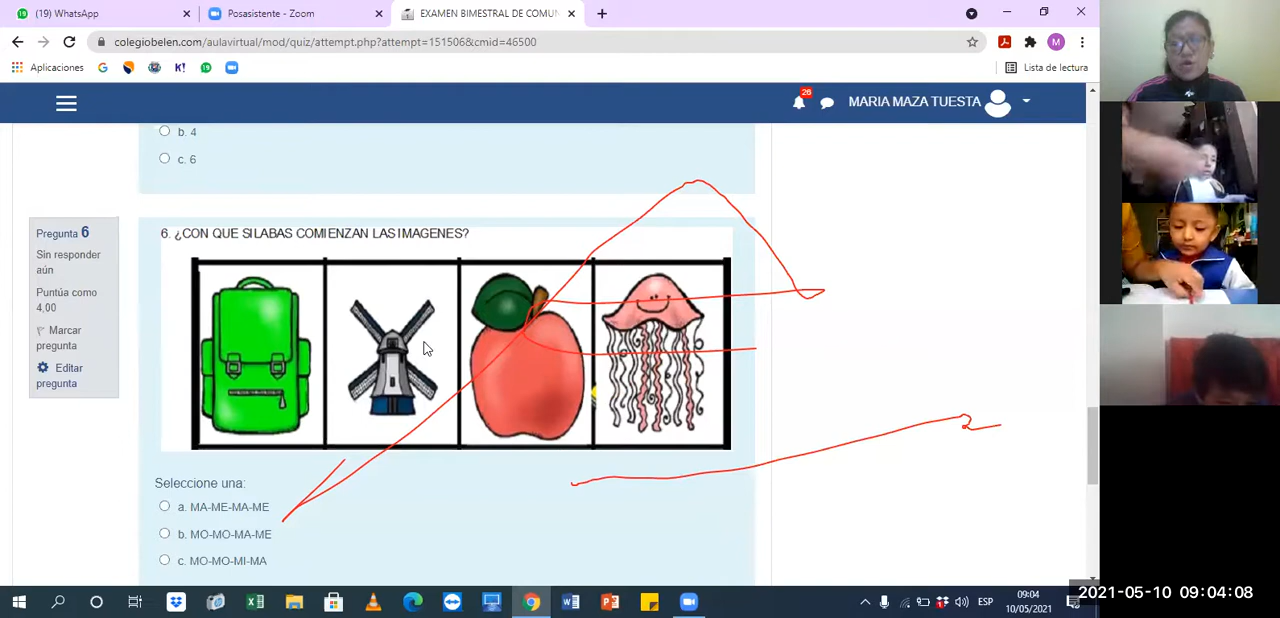 (19) WhatsApp
Posasistente - Zoom
EXAMEN BIMESTRAL DE COMUN
colegiobelen.com/aulavirtual/mod/quiz/attempt.php?attempt=151506&cmid=46500
M
Aplicaciones
K!
Lista de lectura
26
MARIA MAZA TUESTA
b. 4
c. 6
Pregunta 6
Sin responder
aún
Puntúa como
4,00
Marcar
pregunta
Editar
pregunta
6. ¿CON QUE SILABAS COMIENZAN LAS IMAGENES?
Seleccione una:
a. MA-ME-MA-ME
b. MO-MO-MA-ME
c. MO-MO-MI-MA
ESP
09:04
10/05/2021
2021-05-10 09:04:08